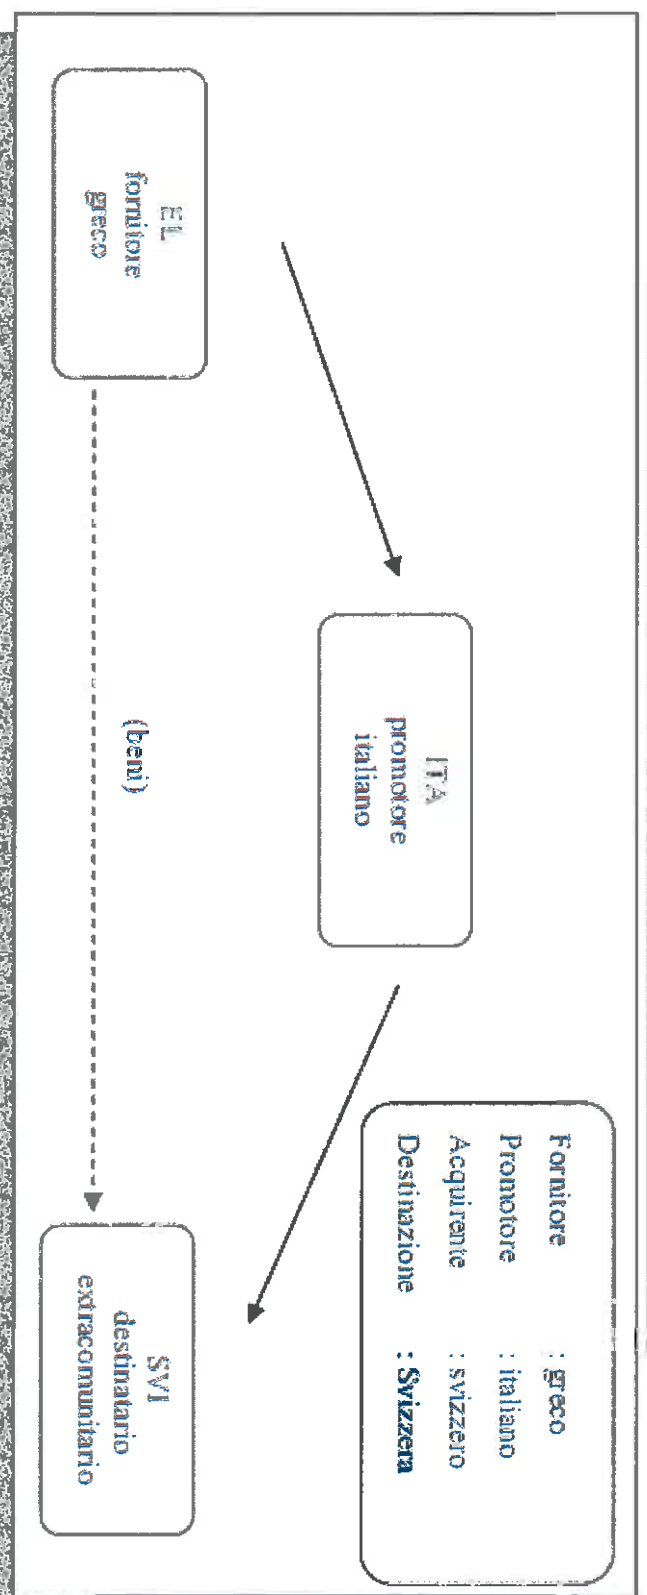 EL
fornitore
greco
ITA
promotore
italiano
Fornitore : greco
Promotore : italiano
Acquirente : svizzero
Destinazione : Svizzera
(beni)
SVI
destinatario
extracomunitario